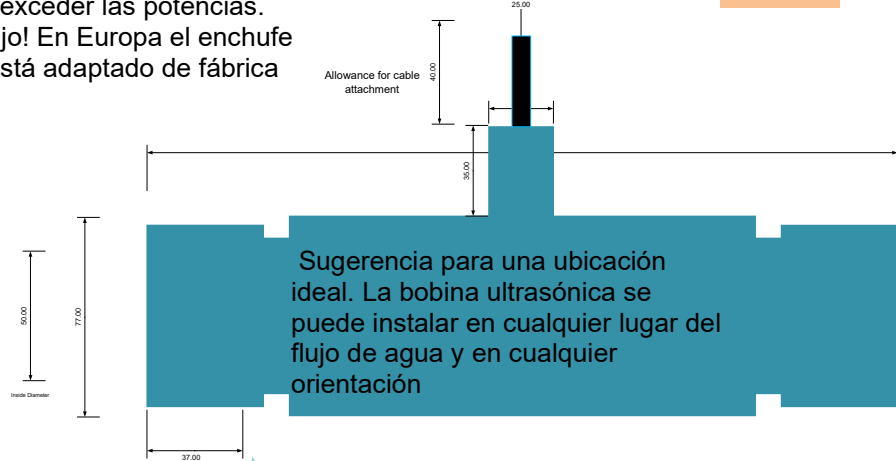 exceder las potencias.
jo! En Europa el enchufe
stá adaptado de fábrica
25.00
Allowance for cable
attachment
40.00
35.00
Sugerencia para una ubicación
ideal. La bobina ultrasónica se
puede instalar en cualquier lugar del
flujo de agua y en cualquier
orientación
50.00
77.00
Inside Diameter
37.00